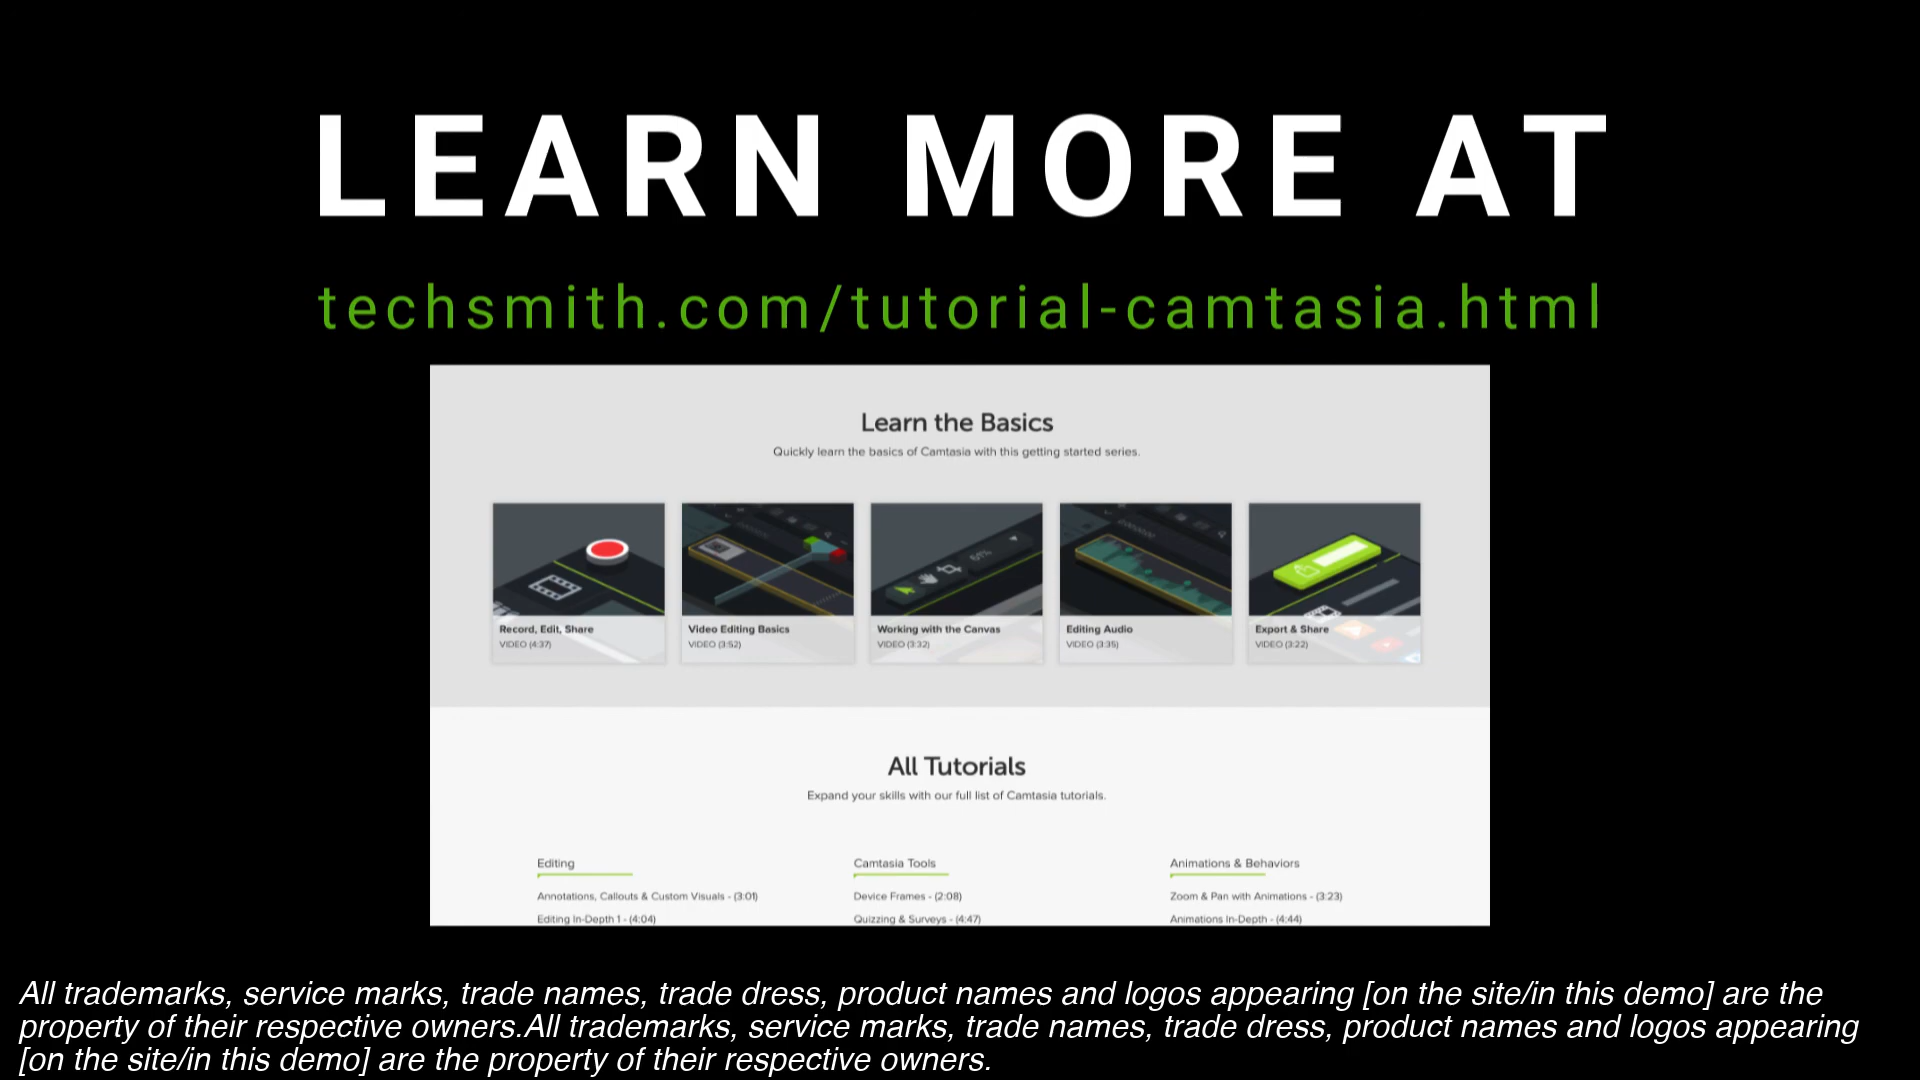 LEARN MORE AT
techsmith.com/tutorial-camtasia.html
Learn the Basics
Quickly learn the basics of Camtasia with this getting started series.
Record, Edit, Share
VIDEO (4:37)
Video Editing Basics
VIDEO (3:52)
61%
Working with the Canvas
VIDEO (3:32)
Editing Audio
VIDEO (3:35)
Export & Share
VIDEO (3:22)
All Tutorials
Expand your skills with our full list of Camtasia tutorials.
Editing
Annotations, Callouts & Custom Visuals - (3:01)
Editing In-Depth 1 - (4:04)
Camtasia Tools
Device Frames - (2:08)
Quizzing & Surveys - (4:47)
Animations & Behaviors
Zoom & Pan with Animations - (3:23)
Animations In-Depth - (4:44)
All trademarks, service marks, trade names, trade dress, product names and logos appearing [on the site/in this demo] are the
property of their respective owners.All trademarks, service marks, trade names, trade dress, product names and logos appearing
[on the site/in this demo] are the property of their respective owners.